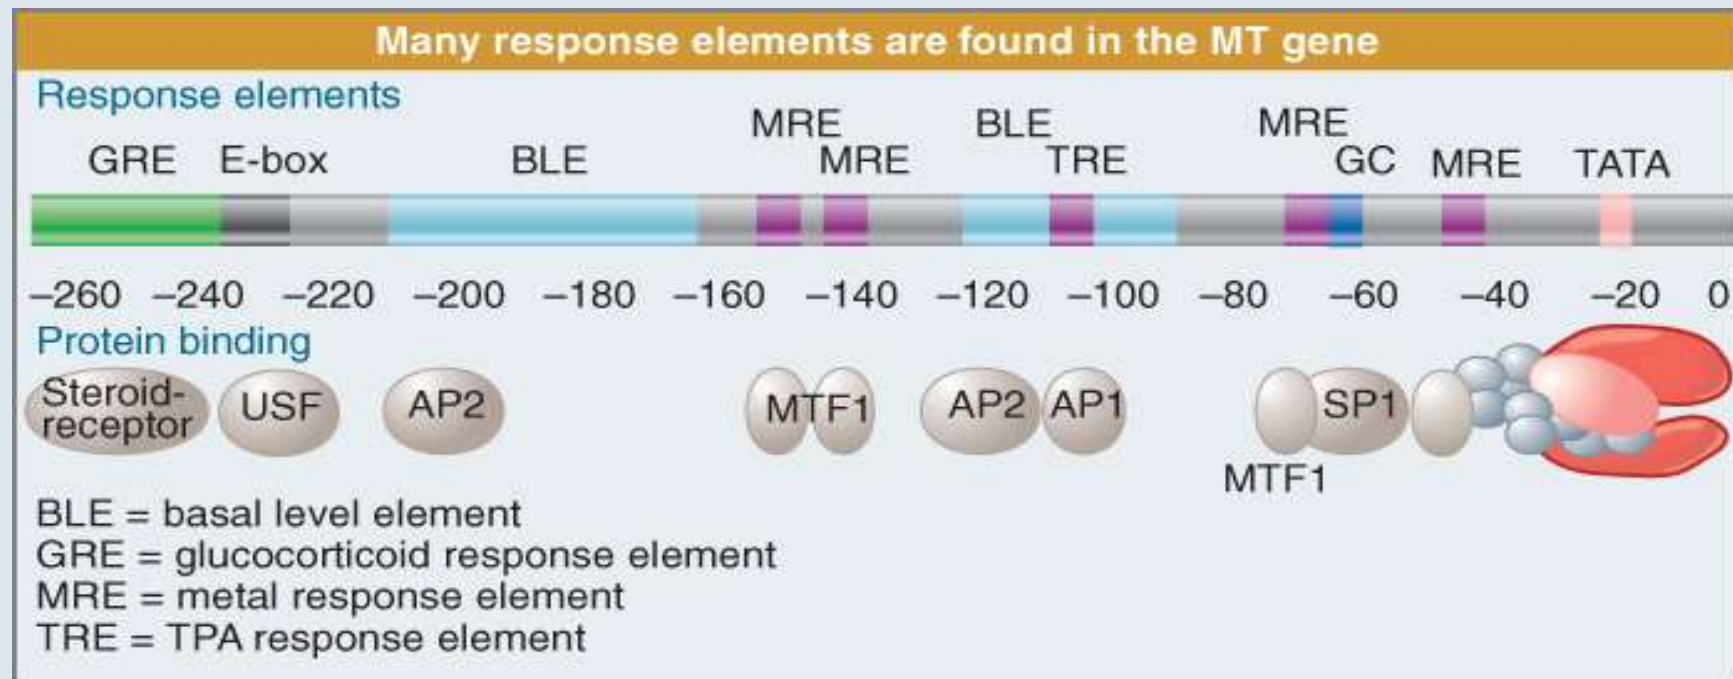 Many response elements are found in the MT gene
Response elements
MRE BLE MRE
GRE E-box BLE MRE TRE GC MRE TATA
–260 –240 –220 –200 –180 –160 –140 –120 –100 –80 –60 –40 –20 0
Protein binding
Steroid-
receptor USF AP2 MTF1 AP2 AP1 SP1
MTF1
BLE = basal level element
GRE = glucocorticoid response element
MRE = metal response element
TRE = TPA response element